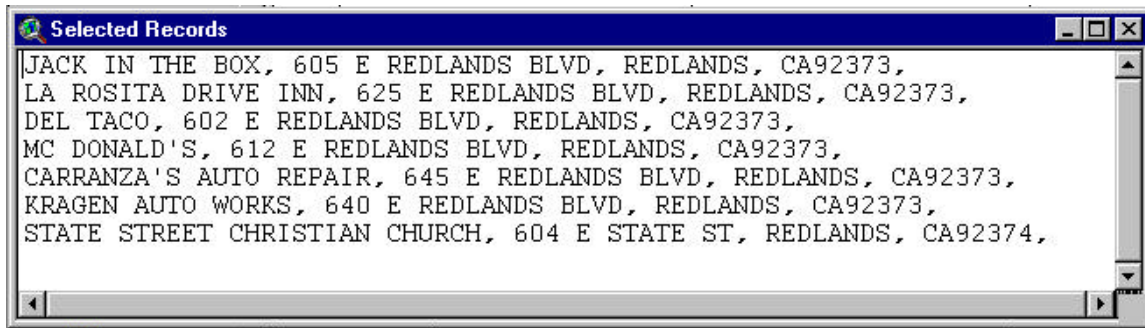 Selected Records
JACK IN THE BOX, 605 E REDLANDS BLVD, REDLANDS, CA92373,
LA ROSITA DRIVE INN, 625 E REDLANDS BLVD, REDLANDS, CA92373,
DEL TACO, 602 E REDLANDS BLVD, REDLANDS, CA92373,
MC DONALD'S, 612 E REDLANDS BLVD, REDLANDS, CA92373,
CARRANZA'S AUTO REPAIR, 645 E REDLANDS BLVD, REDLANDS, CA92373,
KRAGEN AUTO WORKS, 640 E REDLANDS BLVD, REDLANDS, CA92373,
STATE STREET CHRISTIAN CHURCH, 604 E STATE ST, REDLANDS, CA92374,